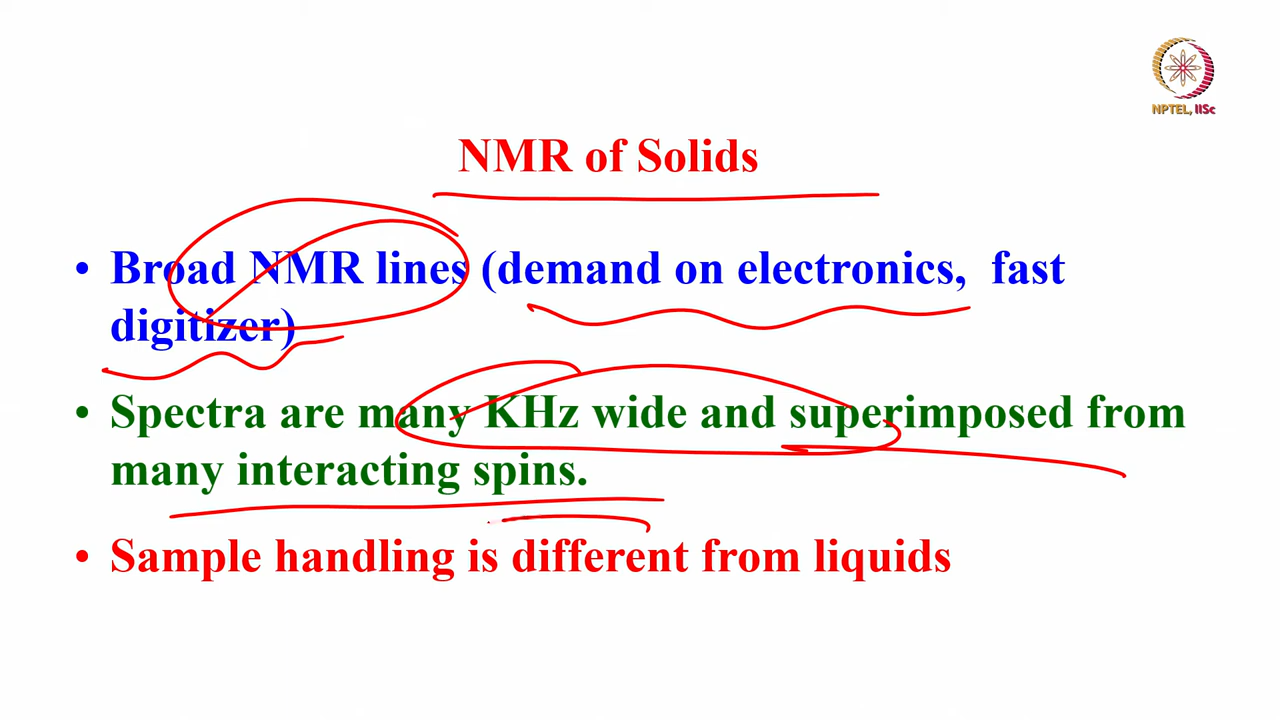 NPTEL, IISc
NMR of Solids
• Broad NMR lines (demand on electronics, fast
digitizer)
• Spectra are many KHz wide and superimposed from
many interacting spins.
• Sample handling is different from liquids